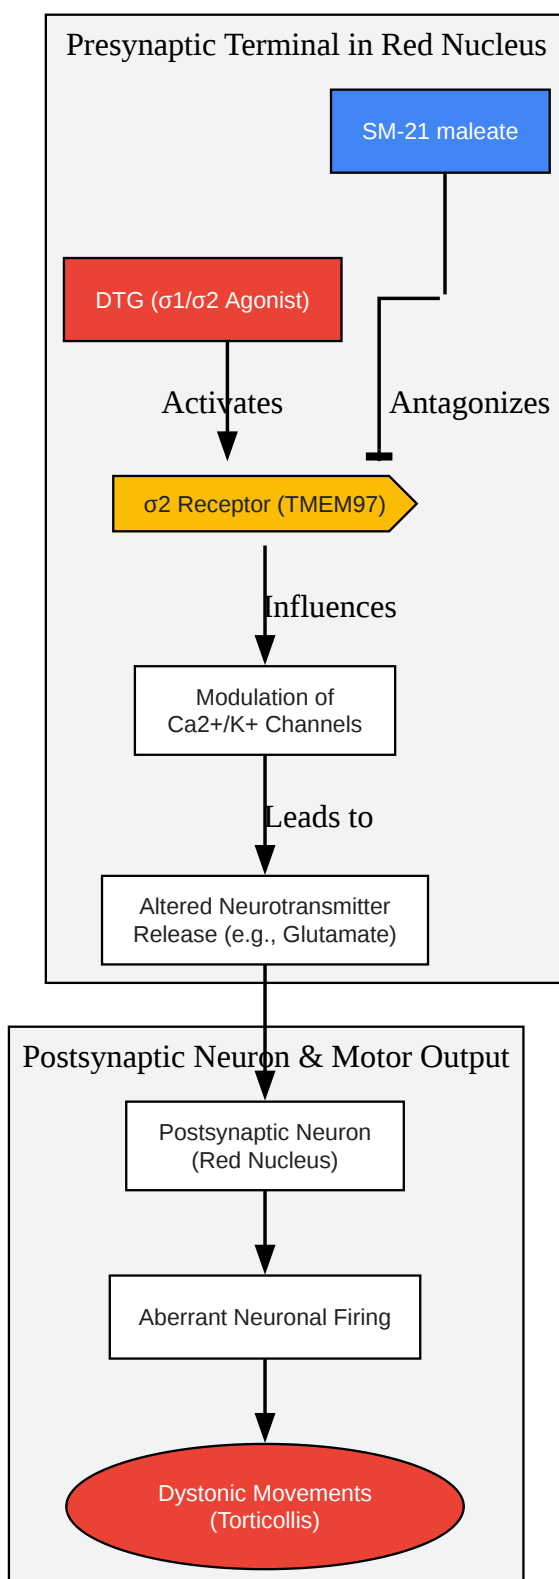 Presynaptic Terminal in Red Nucleus
SM-21 maleate
DTG (σ1/σ2 Agonist)
Activates
Antagonizes
σ2 Receptor (TMEM97)
Influences
Modulation of
Ca2+/K+ Channels
Leads to
Altered Neurotransmitter
Release (e.g., Glutamate)
Postsynaptic Neuron & Motor Output
Postsynaptic Neuron
(Red Nucleus)
Aberrant Neuronal Firing
Dystonic Movements
(Torticollis)